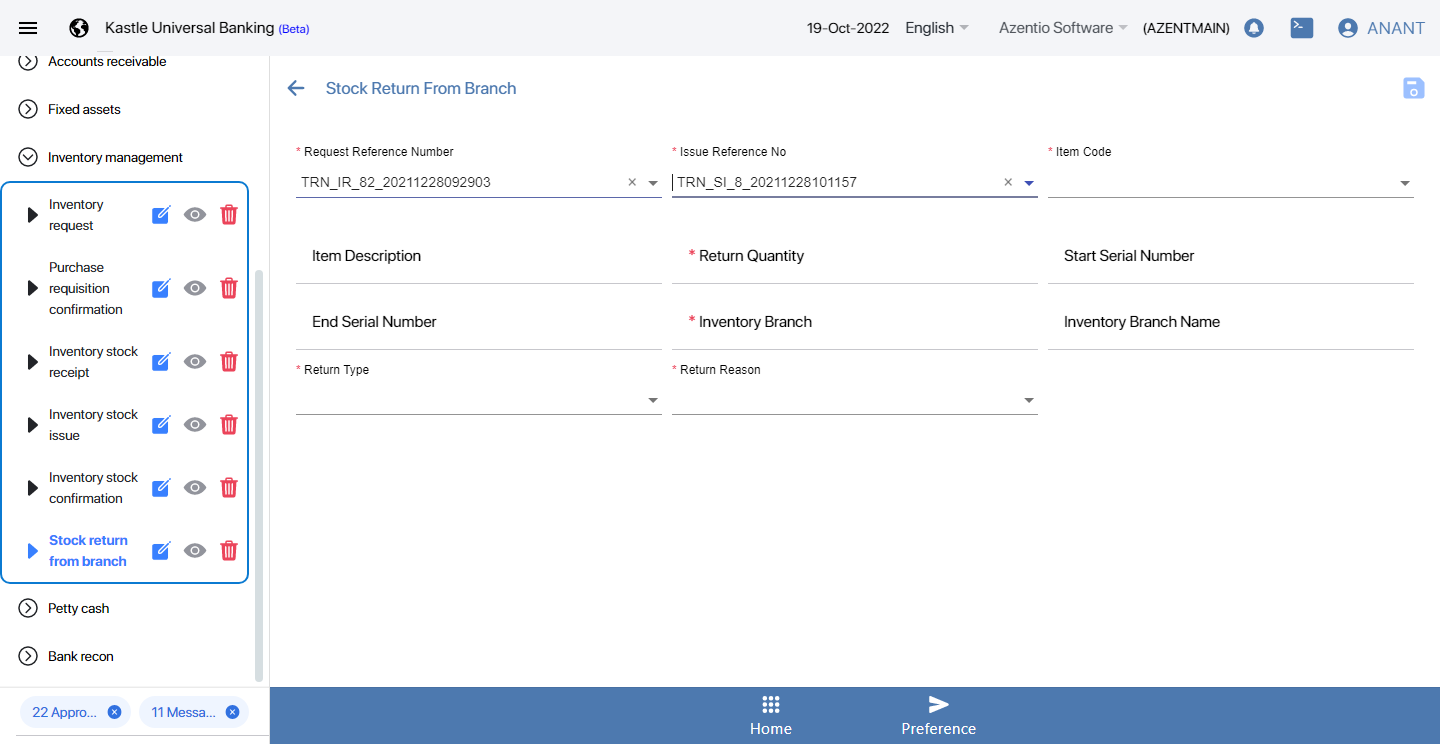 Kastle Universal Banking (Beta)
19-Oct-2022
English
Azentio Software
(AZENTMAIN)
ANANT
Accounts receivable
Fixed assets
Inventory management
Inventory
request
Purchase
requisition
confirmation
Inventory stock
receipt
Inventory stock
issue
Inventory stock
confirmation
Stock return
from branch
Petty cash
Bank recon
22 Appro...
11 Messa...
Stock Return From Branch
* Request Reference Number
TRN_IR_82_20211228092903
* Issue Reference No
TRN_SI_8_20211228101157
* Item Code
Item Description
* Return Quantity
Start Serial Number
End Serial Number
* Inventory Branch
Inventory Branch Name
* Return Type
* Return Reason
Home
Preference